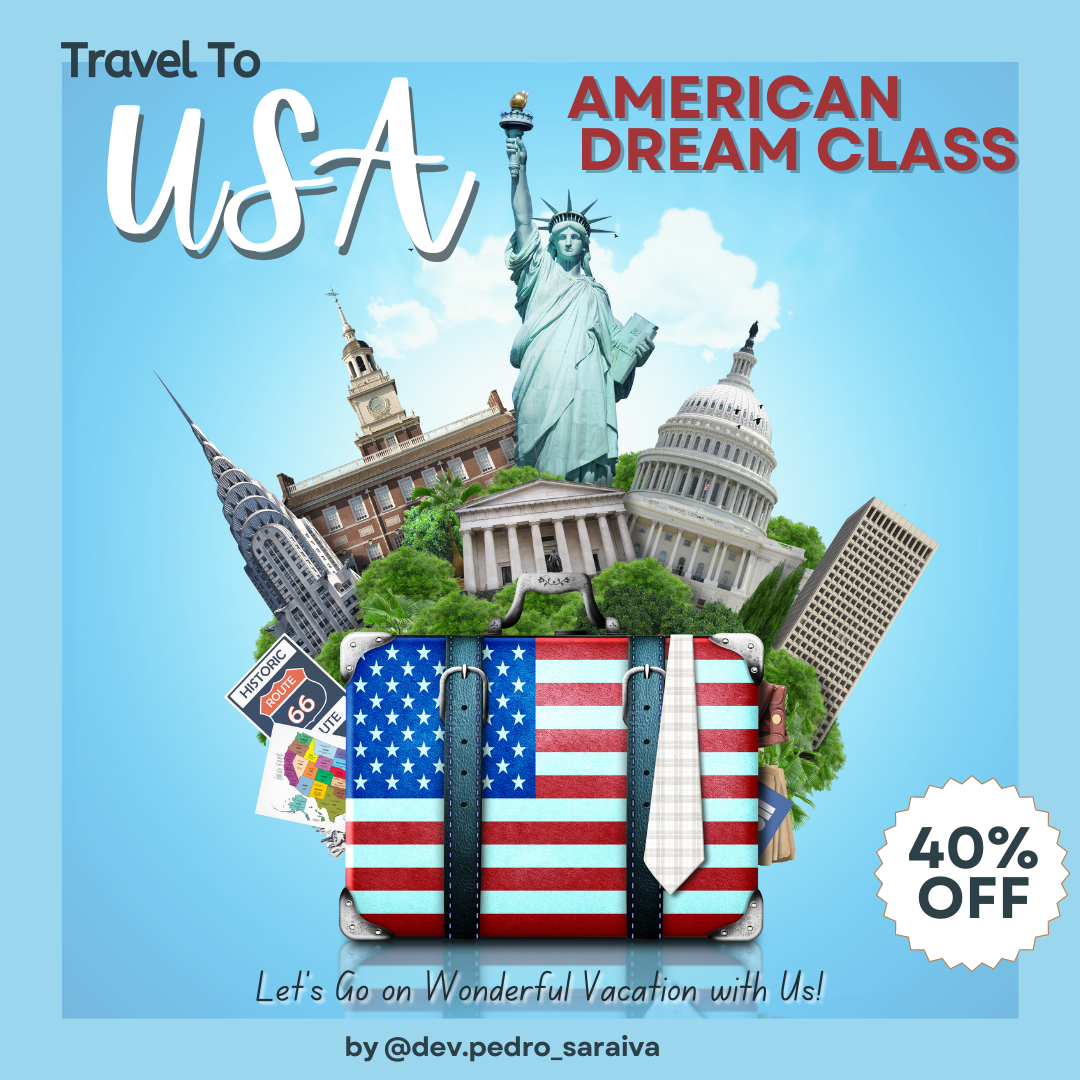 Travel To
USA
AMERICAN
DREAM CLASS
HISTORIC
ROUTE
66
UTE
40%
OFF
Let's Go on Wonderful Vacation with Us!
by @dev.pedro_saraiva